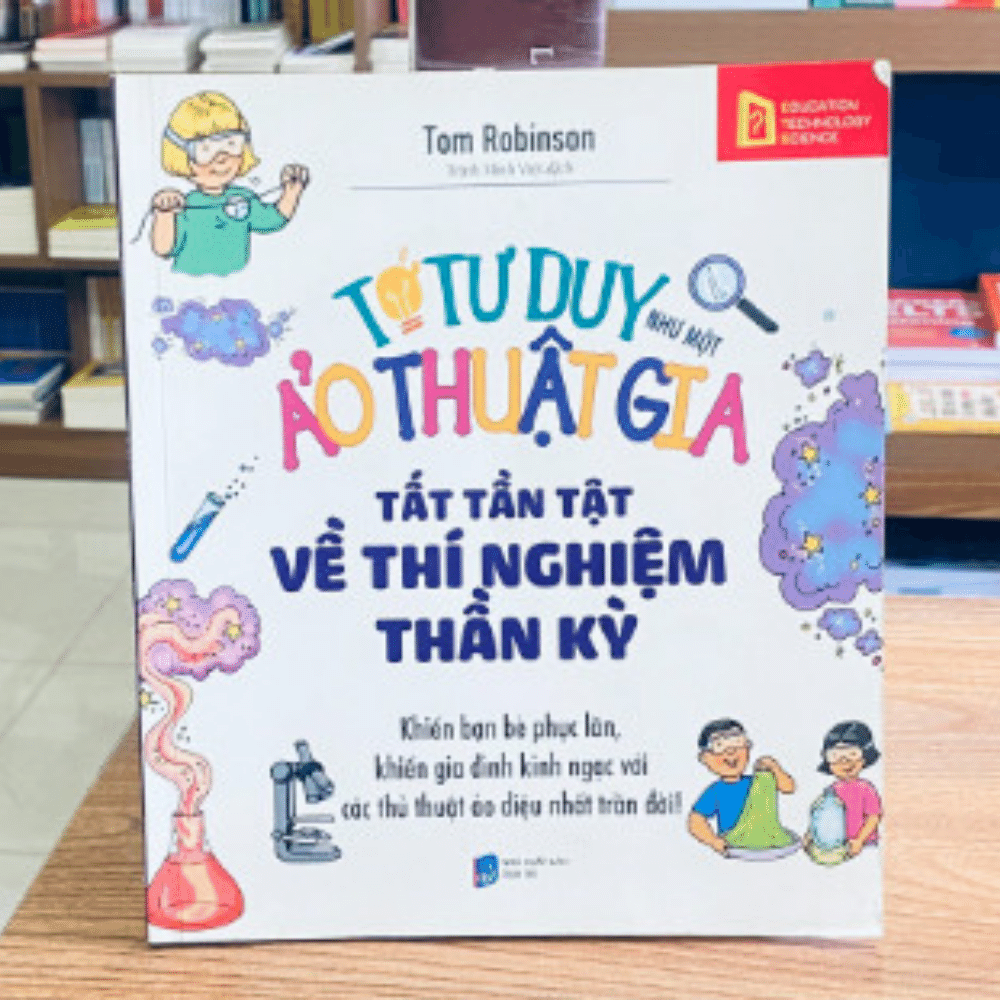 Tom Robinson
EDUCATION
TECHNOLOGY
SCIENCE
TỚ TƯ DUY
NHƯ MỘT
ẢO THUẬT GIA
TẤT TẦN TẬT
VỀ THÍ NGHIỆM
THẦN KỲ
Khiến bạn bè phục lăn,
khiến gia đình kinh ngạc với
các thủ thuật ảo diệu nhất trần đời!